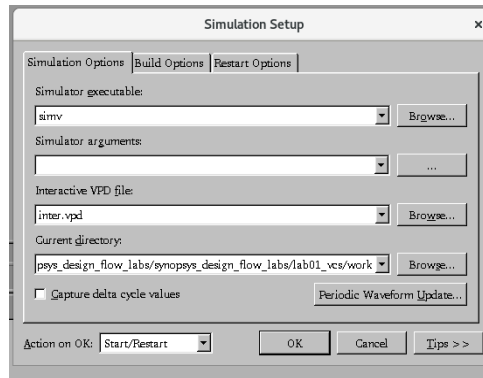 Simulation Setup
Simulation Options Build Options Restart Options
Simulator executable:
simv Browse...
Simulator arguments:
...
Interactive VPD file:
inter.vpd Browse...
Current directory:
psys_design_flow_labs/synopsys_design_flow_labs/lab01_vcs/work Browse...
Capture delta cycle values Periodic Waveform Update...
Action on OK: Start/Restart OK Cancel Tips >>